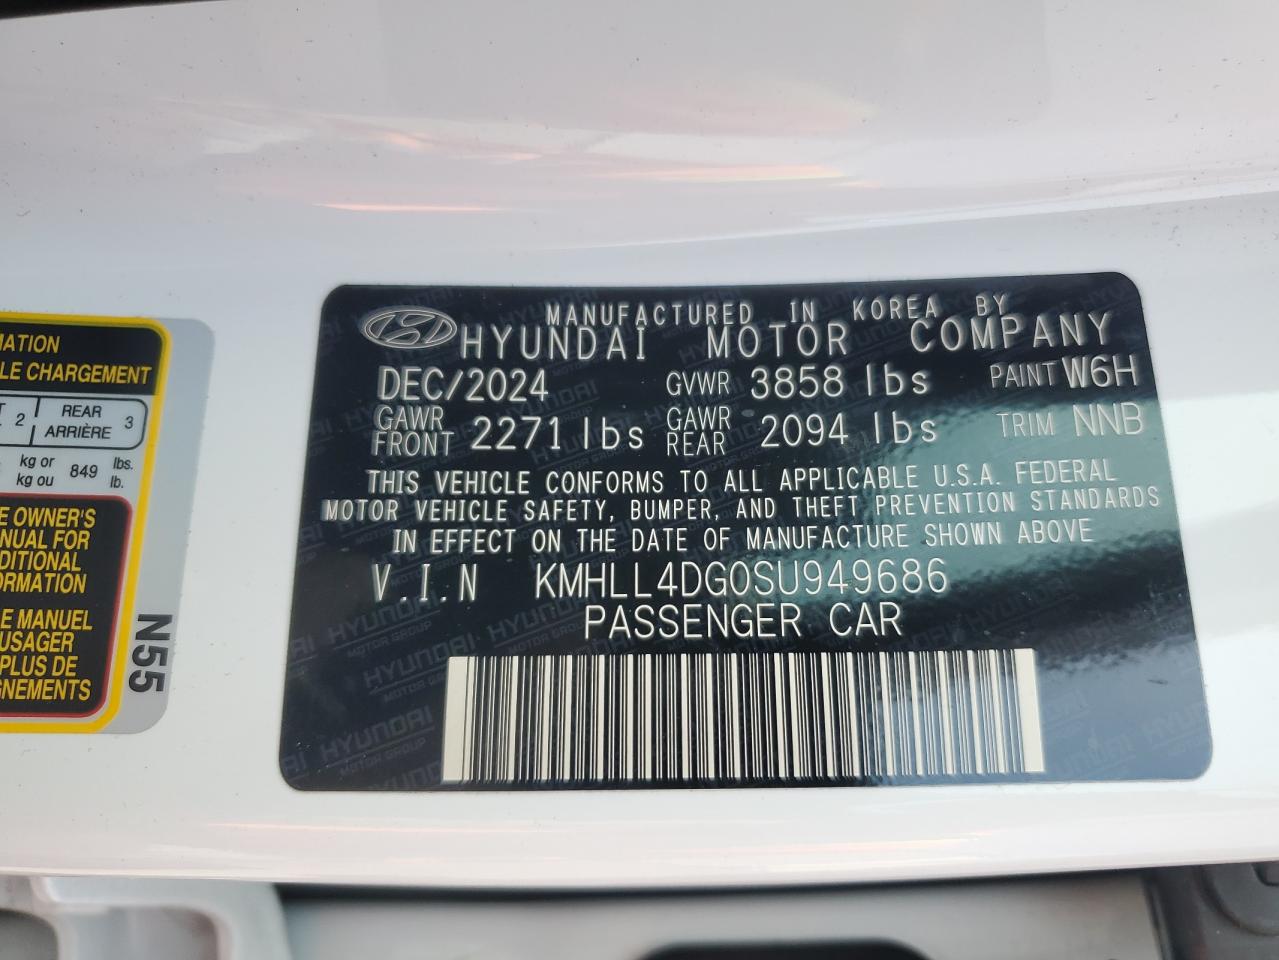 MATION
LE CHARGEMENT
2 REAR ARRIÈRE 3
kg or kg ou 849 lbs. lb.
E OWNER'S
NUAL FOR
DDITIONAL
FORMATION
E MANUEL
USAGER
PLUS DE
GNEMENTS
N55
MANUFACTURED IN KOREA BY
HYUNDAI MOTOR COMPANY
DEC/2024 GVWR 3858 lbs PAINT W6H
GAWR FRONT 2271 lbs GAWR REAR 2094 lbs TRIM NNB
THIS VEHICLE CONFORMS TO ALL APPLICABLE U.S.A. FEDERAL
MOTOR VEHICLE SAFETY, BUMPER, AND THEFT PREVENTION STANDARDS
IN EFFECT ON THE DATE OF MANUFACTURE SHOWN ABOVE
V.I.N KMHLL4DG0SU949686
PASSENGER CAR